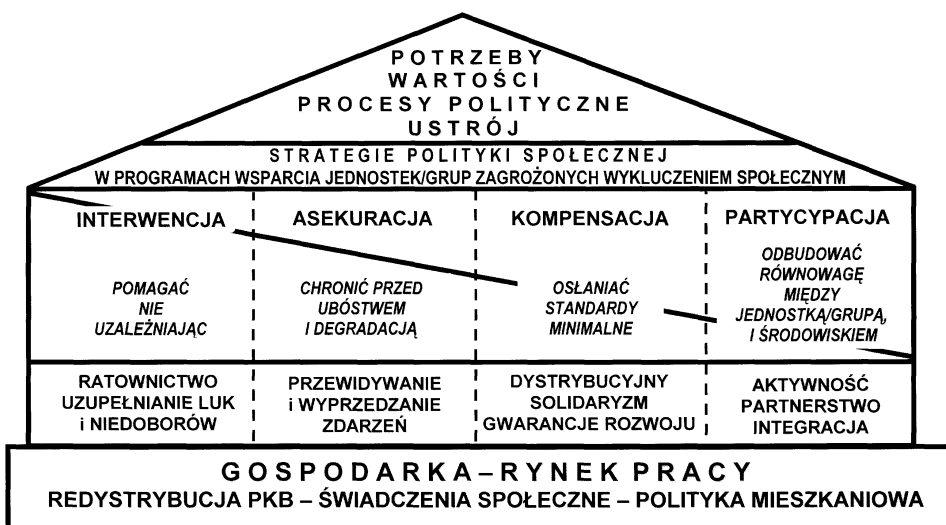 POTRZEBY
WARTOŚCI
PROCESY POLITYCZNE
USTRÓJ
STRATEGIE POLITYKI SPOŁECZNEJ
W PROGRAMACH WSPARCIA JEDNOSTEK/GRUP ZAGROŻONYCH WYKLUCZENIEM SPOŁECZNYM
INTERWENCJA
POMAGAĆ
NIE
UZALEŻNIAJĄC
RATOWNICTWO
UZUPEŁNIANIE LUK
i NIEDOBORÓW
ASEKURACJA
CHRONIĆ PRZED
UBÓSTWEM
I DEGRADACJĄ
PRZEWIDYWANIE
i WYPRZEDZANIE
ZDARZEŃ
KOMPENSACJA
OSŁANIAĆ
STANDARDY
MINIMALNE
DYSTRYBUCYJNY
SOLIDARYZM
GWARANCJE ROZWOJU
PARTYCYPACJA
ODBUDOWAĆ
RÓWNOWAGĘ
MIĘDZY
JEDNOSTKĄ/GRUPĄ,
I ŚRODOWISKIEM
AKTYWNOŚĆ
PARTNERSTWO
INTEGRACJA
GOSPODARKA – RYNEK PRACY
REDYSTRYBUCJA PKB – ŚWIADCZENIA SPOŁECZNE – POLITYKA MIESZKANIOWA